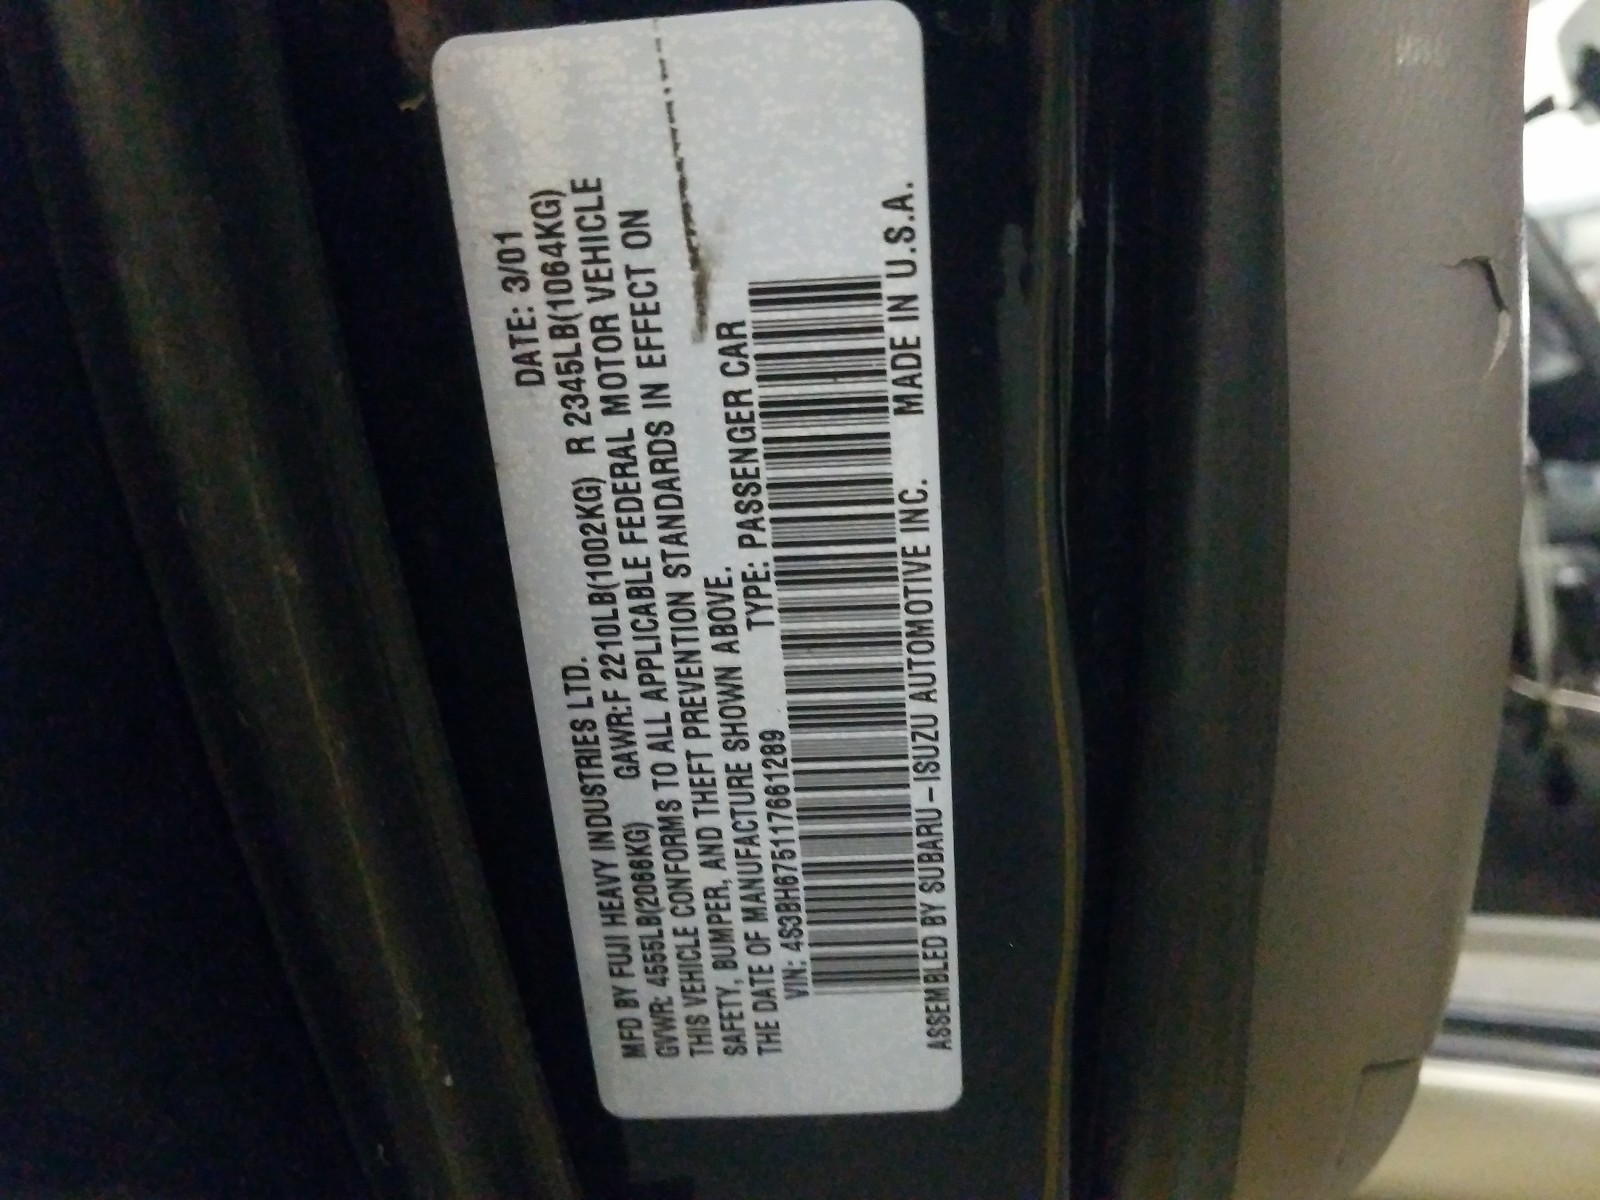 MFD BY FUJI HEAVY INDUSTRIES LTD. DATE: 3/01
GVWR: 4555LB(2066KG) GAWR:F 2210LB(1002KG) R 2345LB(1064KG)
THIS VEHICLE CONFORMS TO ALL APPLICABLE FEDERAL MOTOR VEHICLE
SAFETY, BUMPER, AND THEFT PREVENTION STANDARDS IN EFFECT ON
THE DATE OF MANUFACTURE SHOWN ABOVE.
VIN: 4S3BH675117661289 TYPE: PASSENGER CAR
ASSEMBLED BY SUBARU-ISUZU AUTOMOTIVE INC. MADE IN U.S.A.